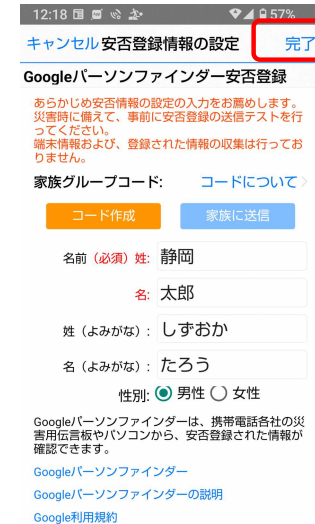 12:18 57%
キャンセル 安否登録情報の設定 完了
Googleパーソンファインダー安否登録
あらかじめ安否情報の設定の入力をお薦めします。
災害時に備えて、事前に安否登録の送信テストを行
ってください。
端末情報および、登録された情報の収集は行ってお
りません。
家族グループコード: コードについて
コード作成 家族に送信
名前（必須）姓: 静岡
名: 太郎
姓（よみがな）: しずおか
名（よみがな）: たろう
性別: 男性 女性
Googleパーソンファインダーは、携帯電話各社の災
害用伝言板やパソコンから、安否登録された情報が
確認できます。
Googleパーソンファインダー
Googleパーソンファインダーの説明
Google利用規約